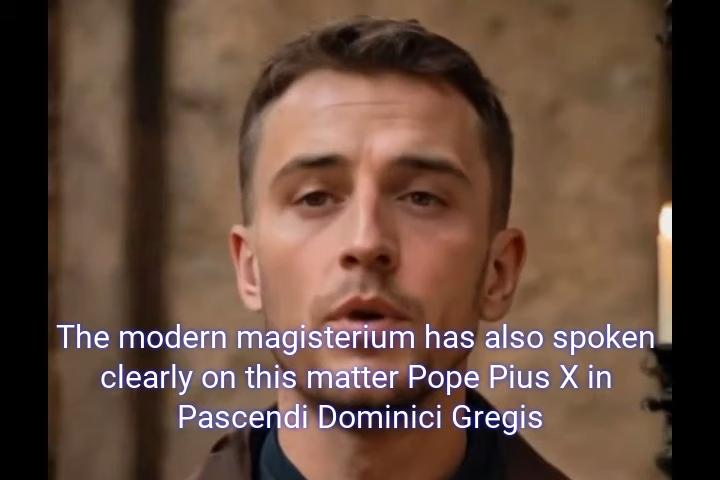 The modern magisterium has also spoken
clearly on this matter Pope Pius X in
Pascendi Dominici Gregis